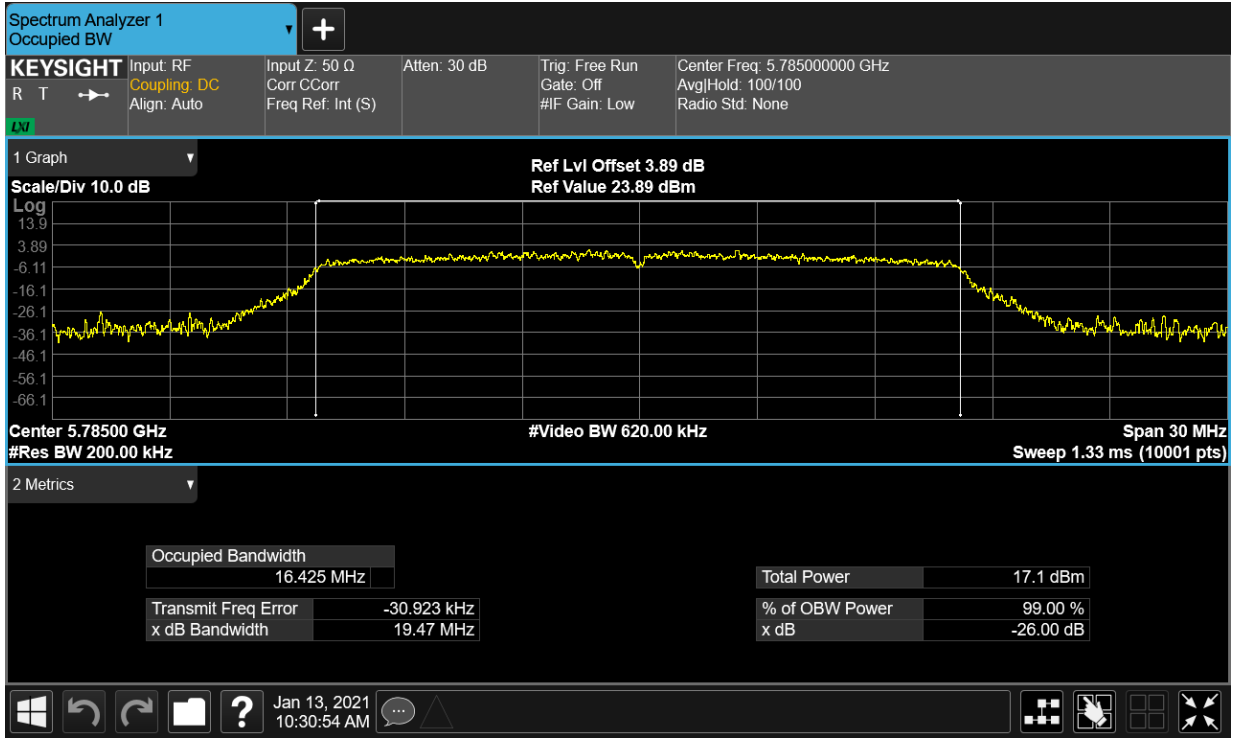 Spectrum Analyzer 1
Occupied BW
KEYSIGHT
R T
LXI
Input: RF
Coupling: DC
Align: Auto
Input Z: 50 Ω
Corr CCorr
Freq Ref: Int (S)
Atten: 30 dB
Trig: Free Run
Gate: Off
#IF Gain: Low
Center Freq: 5.785000000 GHz
Avg|Hold: 100/100
Radio Std: None
1 Graph
Scale/Div 10.0 dB
Ref Lvl Offset 3.89 dB
Ref Value 23.89 dBm
Log
13.9
3.89
-6.11
-16.1
-26.1
-36.1
-46.1
-56.1
-66.1
Center 5.78500 GHz
#Res BW 200.00 kHz
#Video BW 620.00 kHz
Span 30 MHz
Sweep 1.33 ms (10001 pts)
2 Metrics
Occupied Bandwidth
16.425 MHz
Transmit Freq Error -30.923 kHz
x dB Bandwidth 19.47 MHz
Total Power 17.1 dBm
% of OBW Power 99.00 %
x dB -26.00 dB
Jan 13, 2021
10:30:54 AM